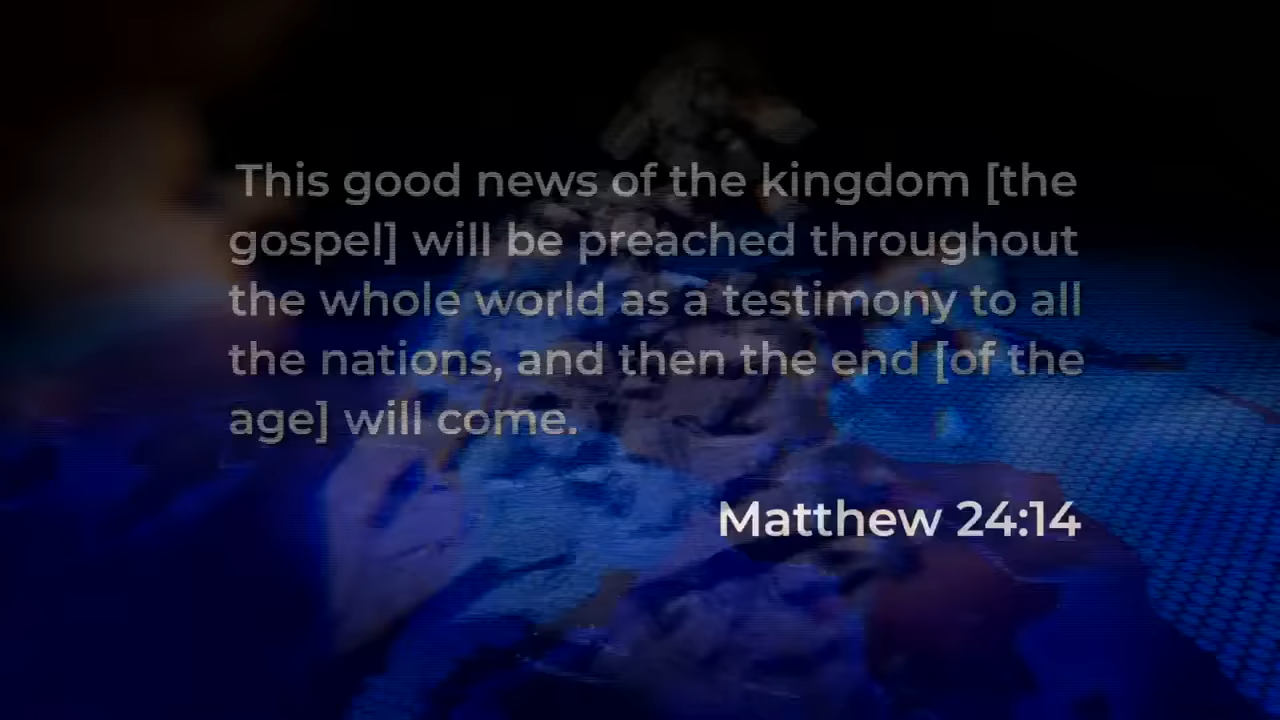 This good news of the kingdom [the
gospel] will be preached throughout
the whole world as a testimony to all
the nations, and then the end [of the
age] will come.
Matthew 24:14